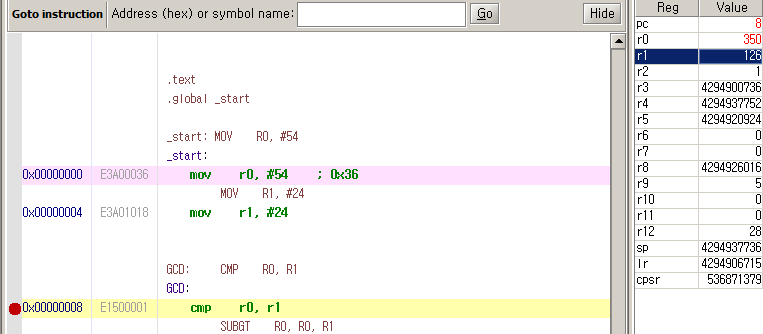 Goto instruction Address (hex) or symbol name: Go Hide
.text
.global _start
_start: MOV R0, #54
_start:
0x00000000 E3A00036 mov r0, #54 ; 0x36
MOV R1, #24
0x00000004 E3A01018 mov r1, #24
GCD: CMP R0, R1
GCD:
0x00000008 E1500001 cmp r0, r1
SUBGT R0, R0, R1
Reg Value
pc 8
r0 350
r1 126
r2 1
r3 4294900736
r4 4294937752
r5 4294920924
r6 0
r7 0
r8 4294926016
r9 5
r10 0
r11 0
r12 28
sp 4294937736
lr 4294906715
cpsr 536871379